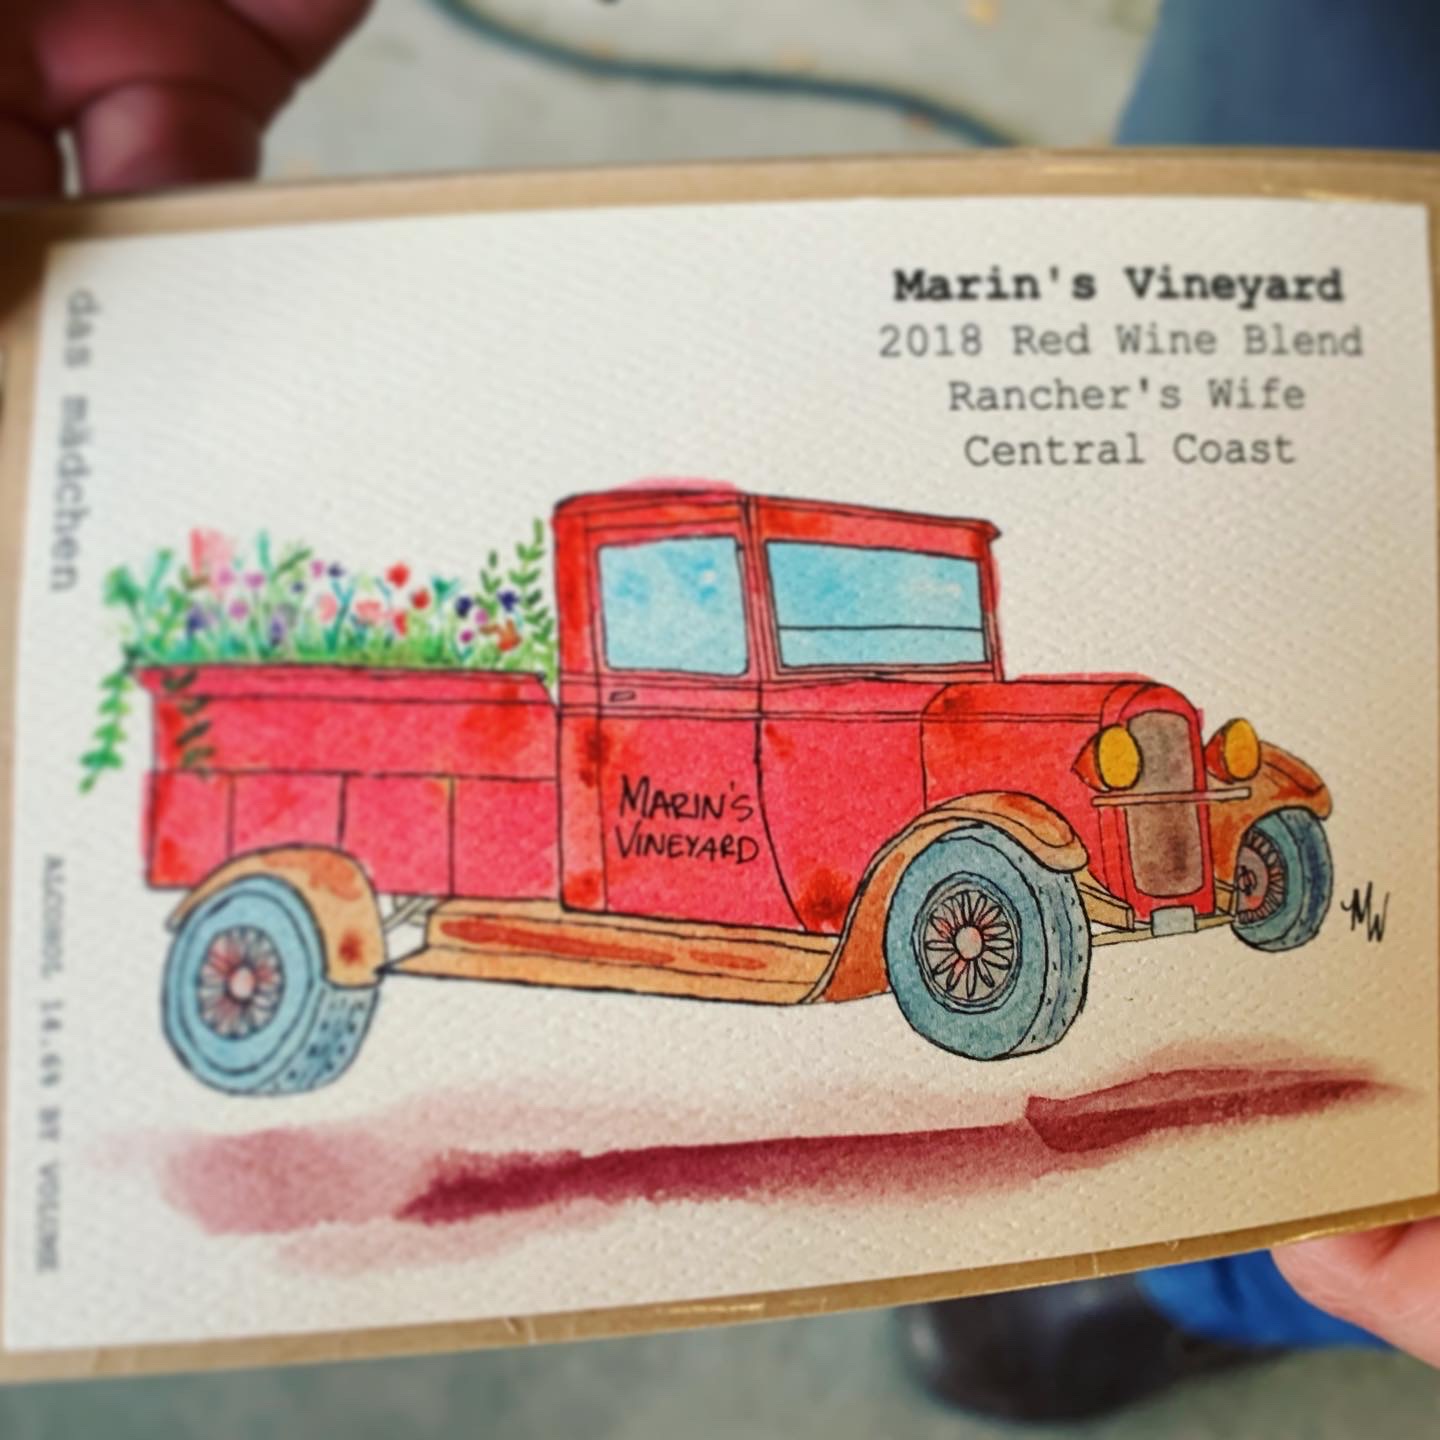 das mädchen
Marin's Vineyard
2018 Red Wine Blend
Rancher's Wife
Central Coast
MARIN'S
VINEYARD
MW
ALCOHOL 14.6% BY VOLUME